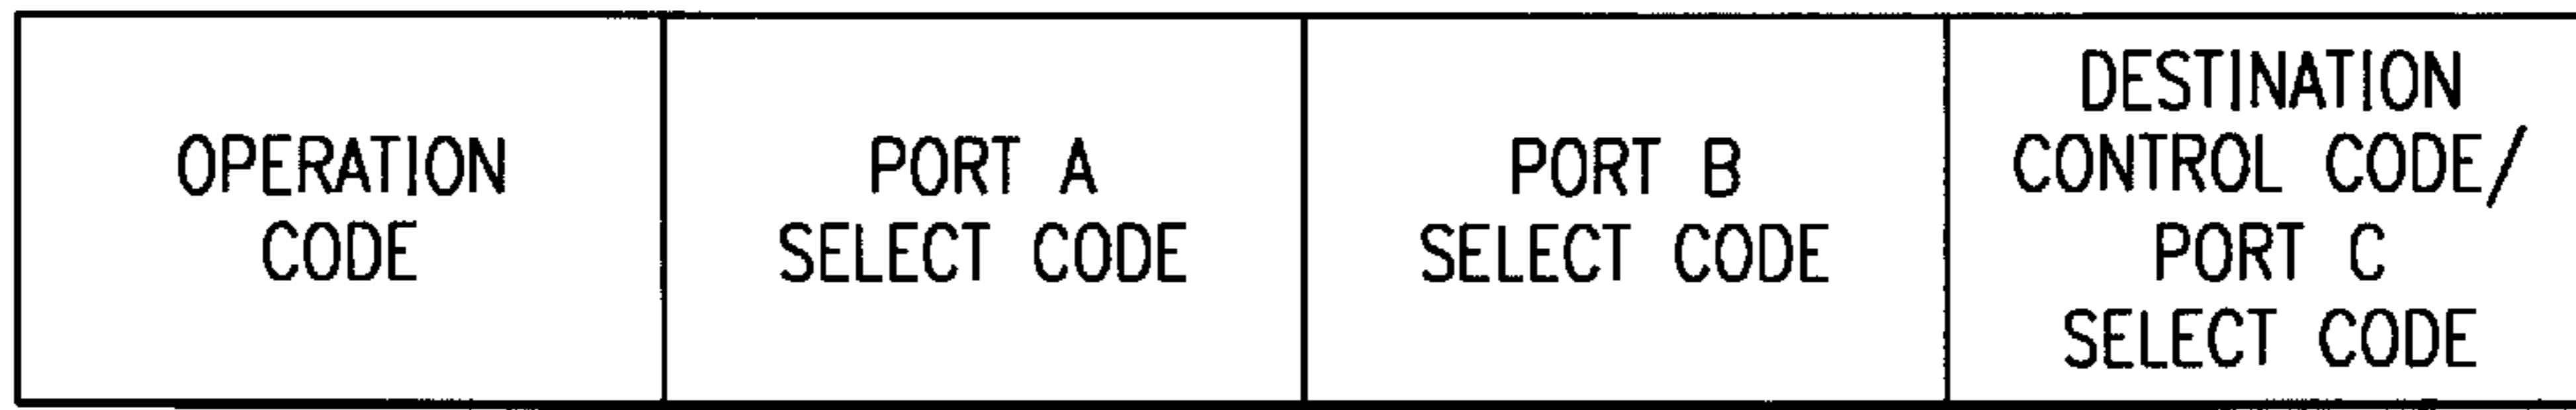 OPERATION
CODE
PORT A
SELECT CODE
PORT B
SELECT CODE
DESTINATION
CONTROL CODE/
PORT C
SELECT CODE